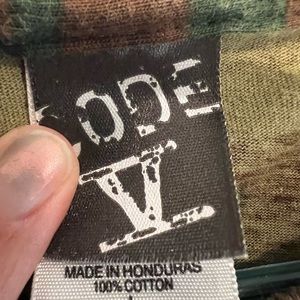 CODE
V
MADE IN HONDURAS
100% COTTON